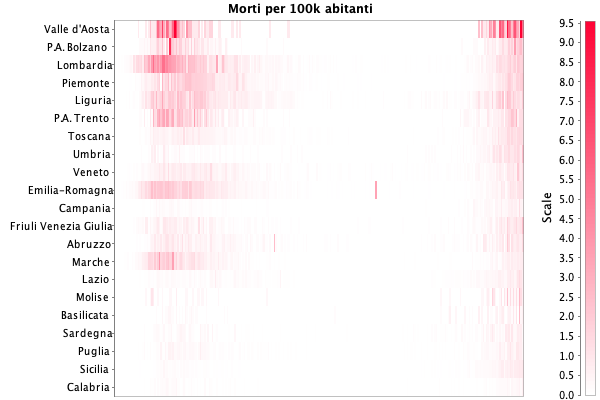 Morti per 100k abitanti
Valle d'Aosta
P.A. Bolzano
Lombardia
Piemonte
Liguria
P.A. Trento
Toscana
Umbria
Veneto
Emilia-Romagna
Campania
Friuli Venezia Giulia
Abruzzo
Marche
Lazio
Molise
Basilicata
Sardegna
Puglia
Sicilia
Calabria
Scale
9.5
9.0
8.5
8.0
7.5
7.0
6.5
6.0
5.5
5.0
4.5
4.0
3.5
3.0
2.5
2.0
1.5
1.0
0.5
0.0